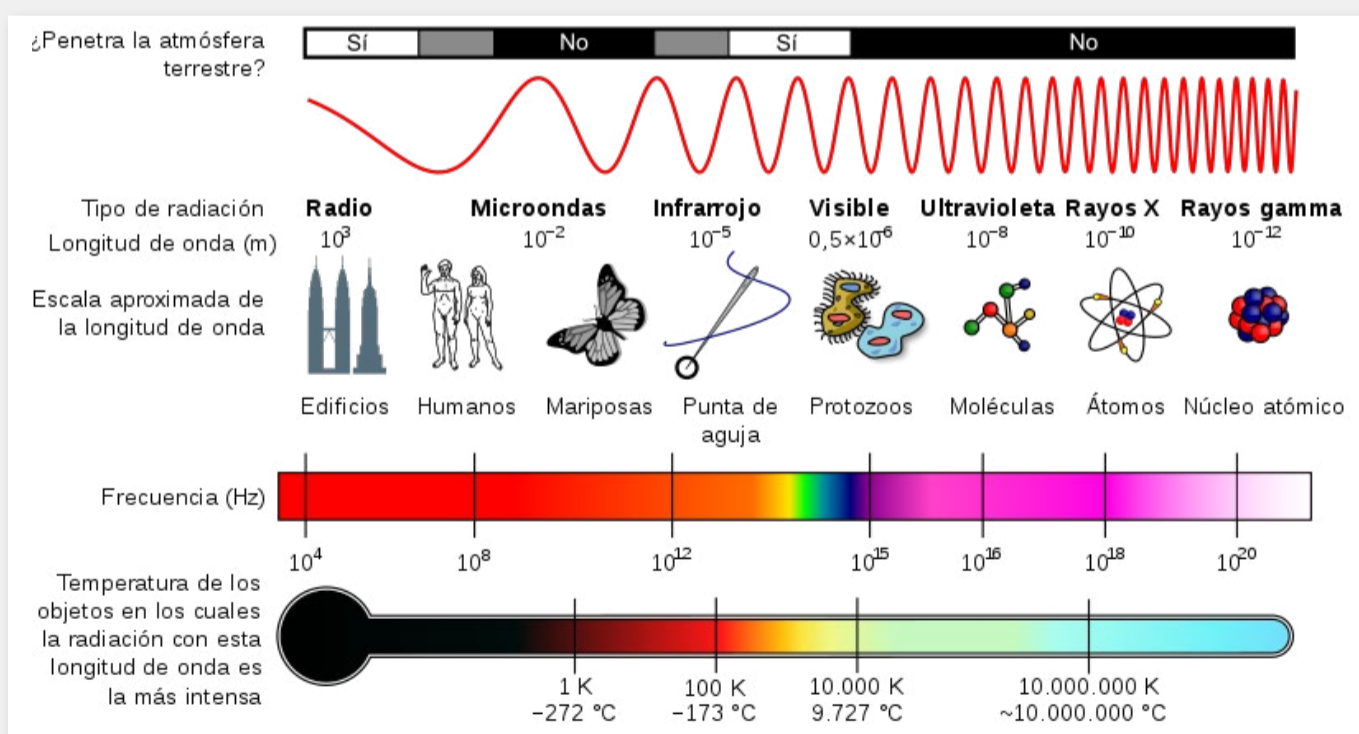 ¿Penetra la atmósfera
terrestre?
Sí
No
Sí
No
Tipo de radiación
Radio
Microondas
Infrarrojo
Visible
Ultravioleta
Rayos X
Rayos gamma
Longitud de onda (m)
10³
10⁻²
10⁻⁵
0,5×10⁻⁶
10⁻⁸
10⁻¹⁰
10⁻¹²
Escala aproximada de
la longitud de onda
Edificios
Humanos
Mariposas
Punta de
aguja
Protozoos
Moléculas
Átomos
Núcleo atómico
Frecuencia (Hz)
10⁴
10⁸
10¹²
10¹⁵
10¹⁶
10¹⁸
10²⁰
Temperatura de los
objetos en los cuales
la radiación con esta
longitud de onda es
la más intensa
1 K
−272 °C
100 K
−173 °C
10.000 K
9.727 °C
10.000.000 K
~10.000.000 °C